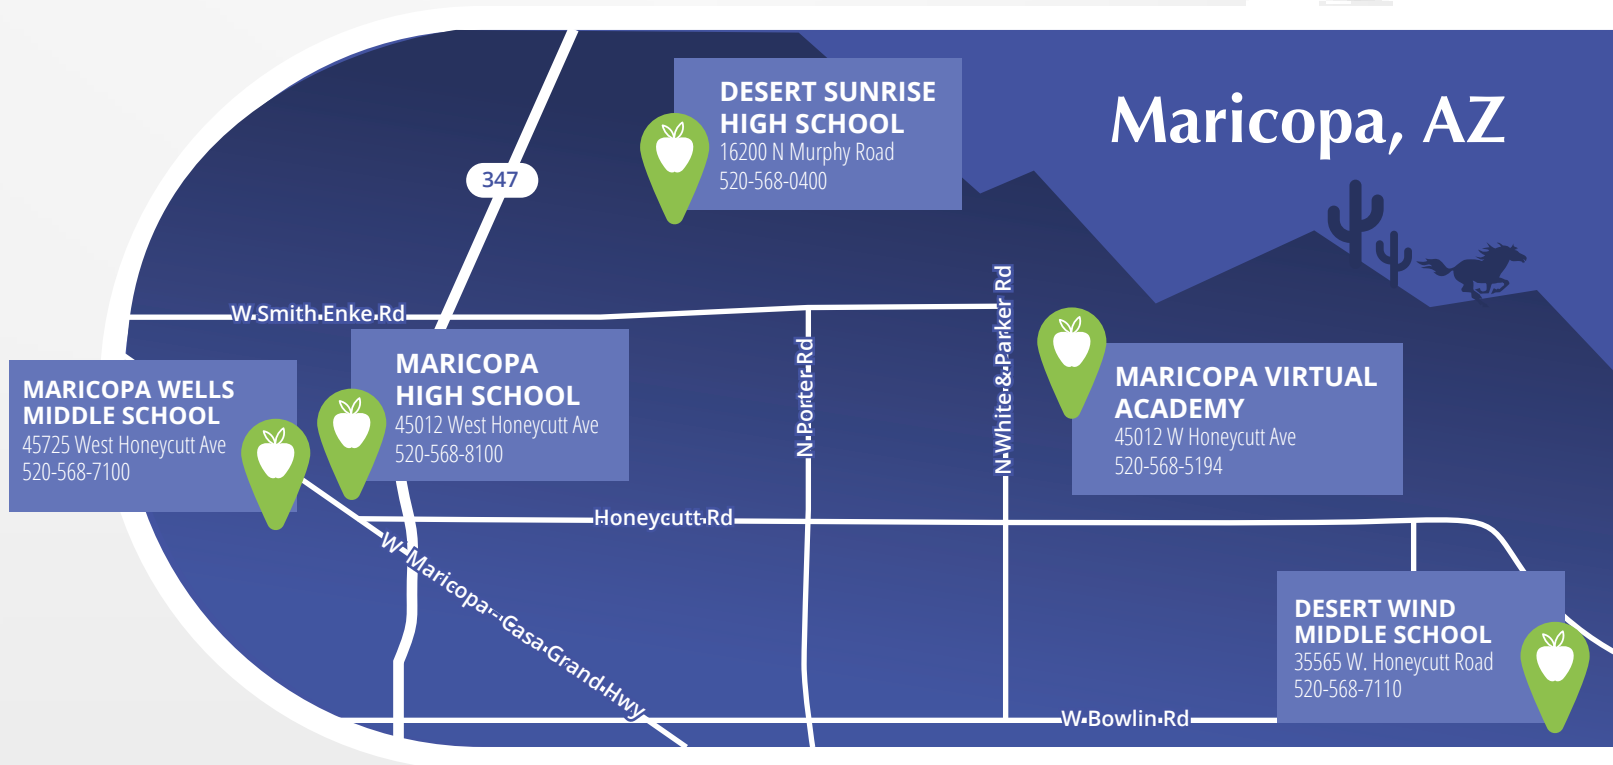 Maricopa, AZ
DESERT SUNRISE
HIGH SCHOOL
16200 N Murphy Road
520-568-0400
347
W Smith Enke Rd
MARICOPA WELLS
MIDDLE SCHOOL
45725 West Honeycutt Ave
520-568-7100
MARICOPA
HIGH SCHOOL
45012 West Honeycutt Ave
520-568-8100
N Porter Rd
N White & Parker Rd
MARICOPA VIRTUAL
ACADEMY
45012 W Honeycutt Ave
520-568-5194
Honeycutt Rd
W Maricopa - Casa Grand Hwy
DESERT WIND
MIDDLE SCHOOL
35565 W. Honeycutt Road
520-568-7110
W Bowlin Rd